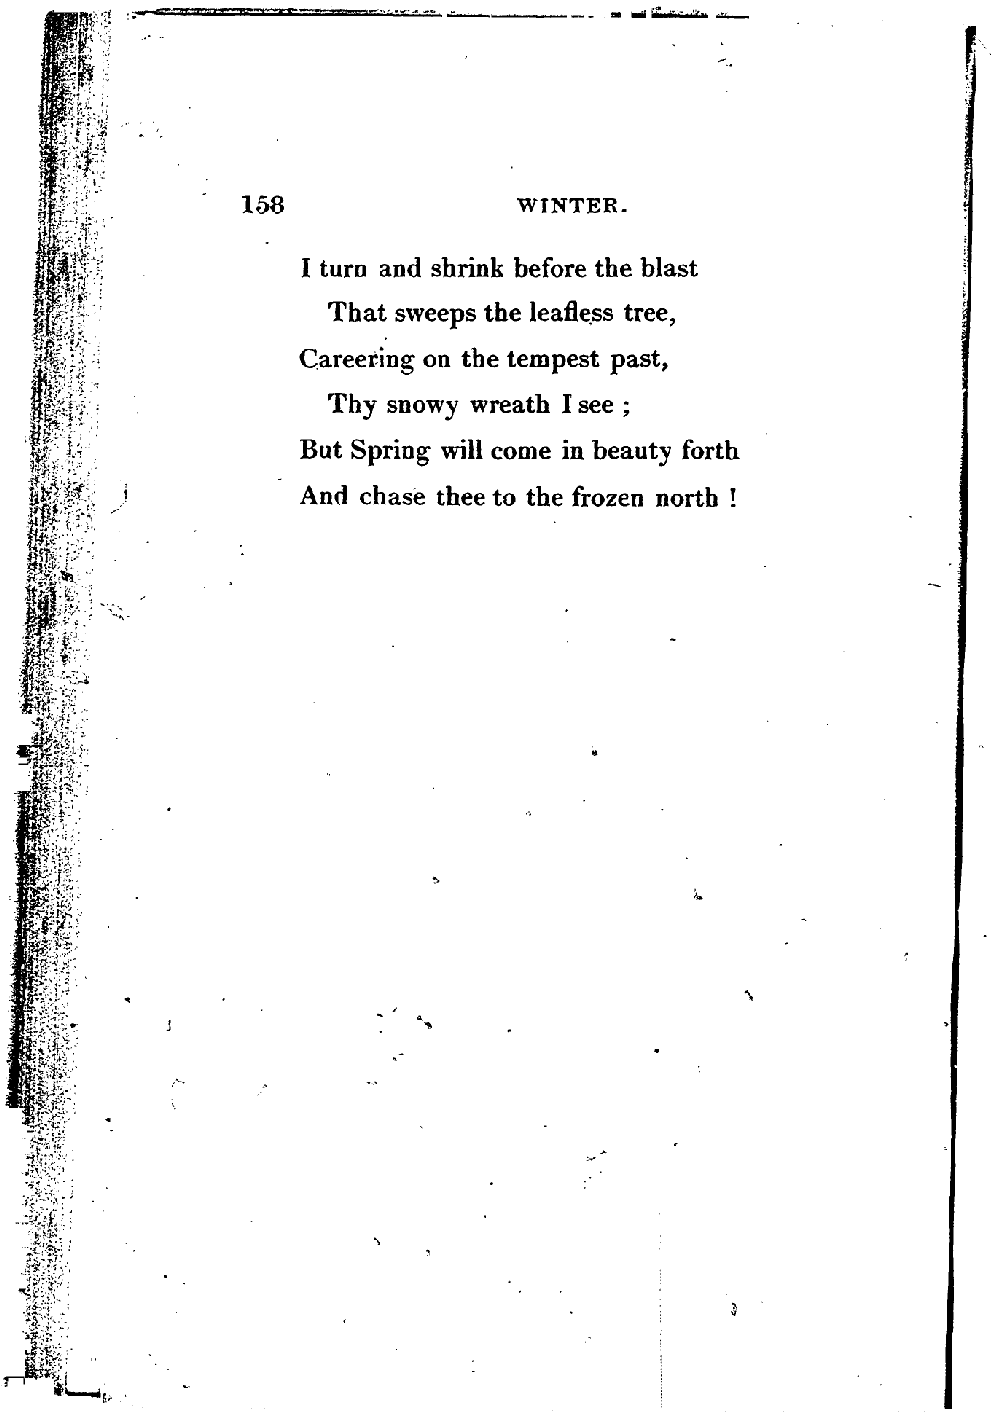 158 WINTER.
I turn and shrink before the blast
That sweeps the leafless tree,
Careering on the tempest past,
Thy snowy wreath I see ;
But Spring will come in beauty forth
And chase thee to the frozen north !